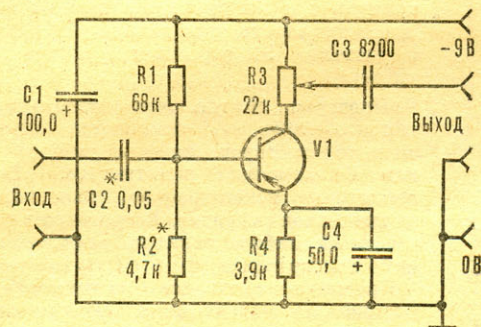 C3 8200
-9В
R1
68к
R3
22к
C1
100,0
+
Выход
V1
*
C2 0,05
Вход
*
R2
4,7к
R4
3,9к
C4
50,0
+
0В